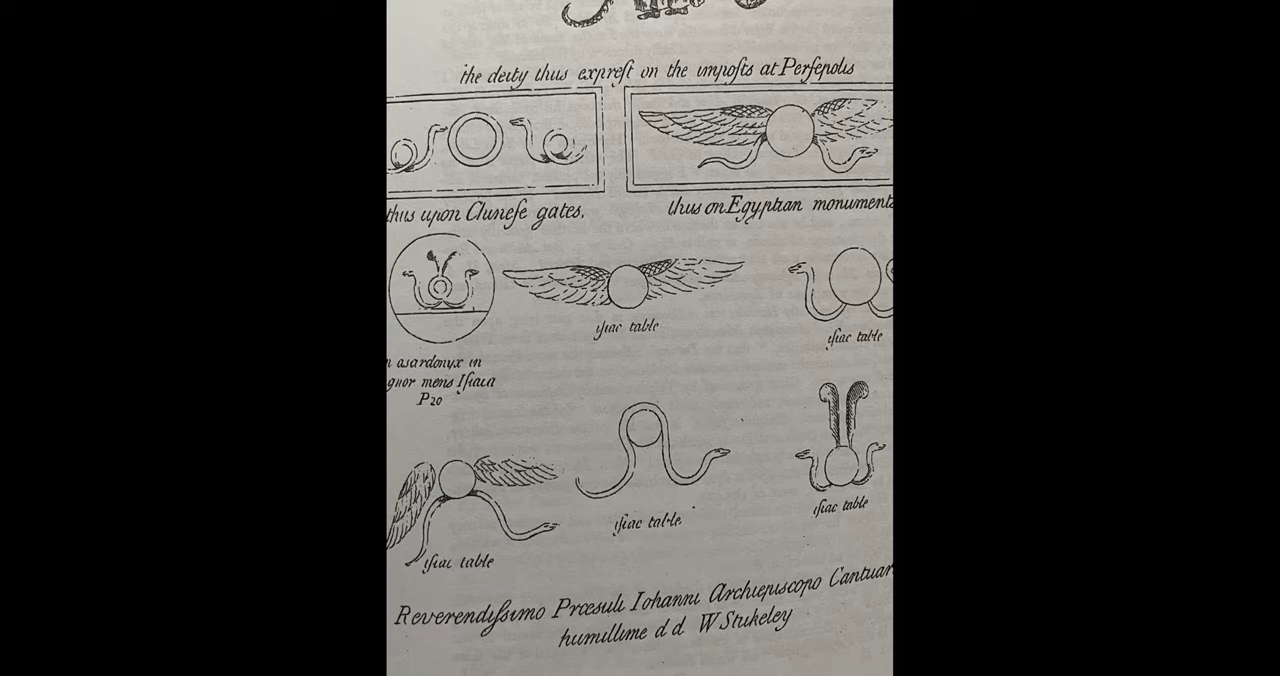 the deity thus exprest on the imposts at Persepolis
thus upon Chinese gates.
thus on Egyptian monuments
isiac table
isiac table
asardonyx in
gnor mens Isiaca
P20
isiac table
isiac table
isiac table
Reverendissimo Præsuli Iohanni Archiepiscopo Cantuar
humillime d d W Stukeley